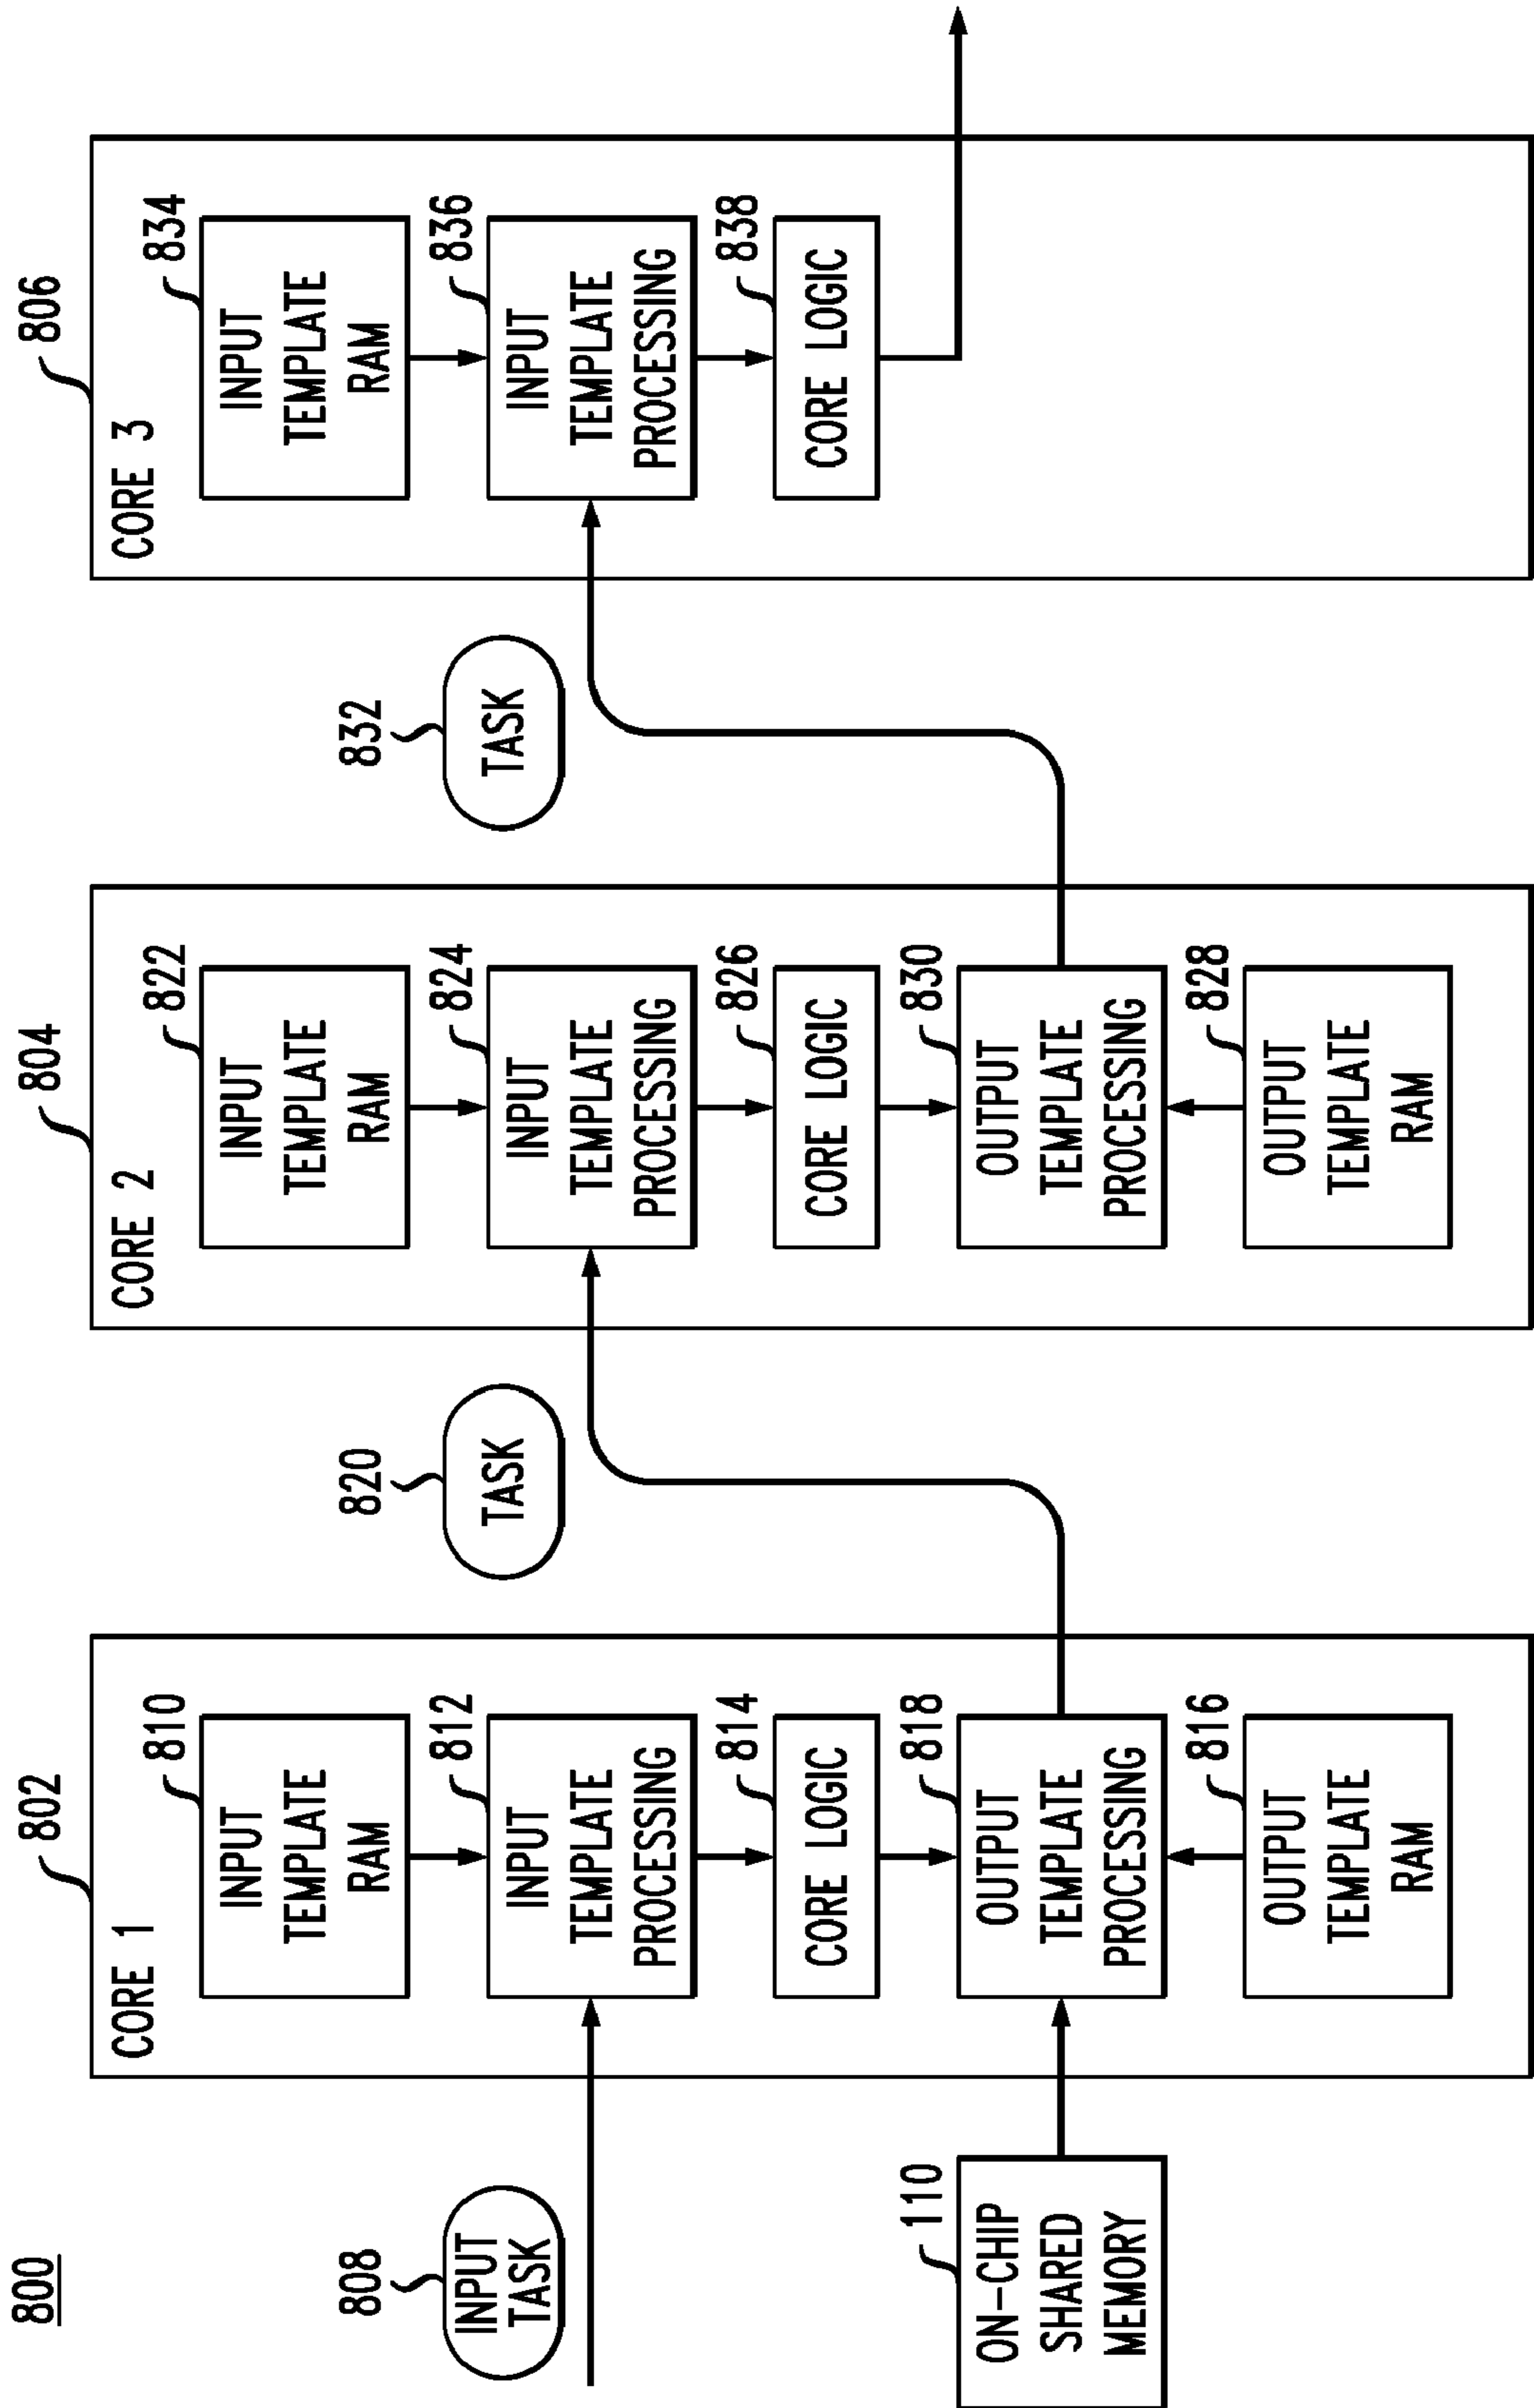 800
802
804
806
CORE 1
810
INPUT
TEMPLATE
RAM
808
INPUT
TASK
812
INPUT
TEMPLATE
PROCESSING
814
CORE LOGIC
110
ON-CHIP
SHARED
MEMORY
818
OUTPUT
TEMPLATE
PROCESSING
816
OUTPUT
TEMPLATE
RAM
820
TASK
CORE 2
822
INPUT
TEMPLATE
RAM
824
INPUT
TEMPLATE
PROCESSING
826
CORE LOGIC
830
OUTPUT
TEMPLATE
PROCESSING
828
OUTPUT
TEMPLATE
RAM
832
TASK
CORE 3
834
INPUT
TEMPLATE
RAM
836
INPUT
TEMPLATE
PROCESSING
838
CORE LOGIC